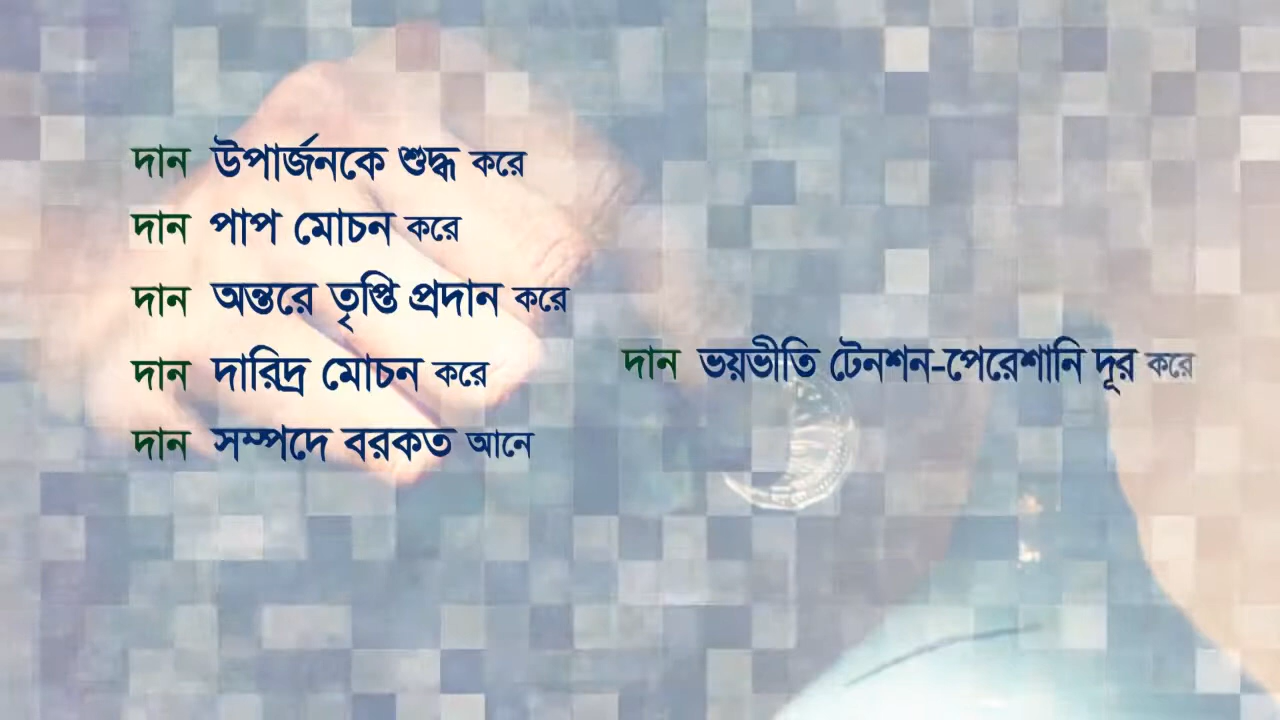 দান উপার্জনকে শুদ্ধ করে
দান পাপ মোচন করে
দান অন্তরে তৃপ্তি প্রদান করে
দান দারিদ্র মোচন করে
দান সম্পদে বরকত আনে
দান ভয়ভীতি টেনশন-পেরেশানি দূর করে